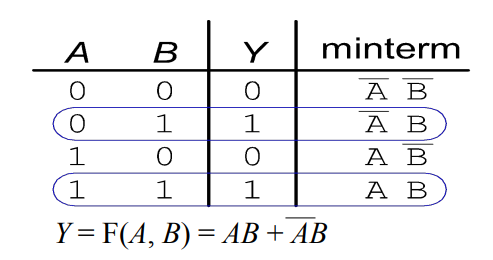 A B Y minterm
0 0 0 A̅ B̅
0 1 1 A̅ B
1 0 0 A B̅
1 1 1 A B
Y = F(A, B) = AB + A̅B